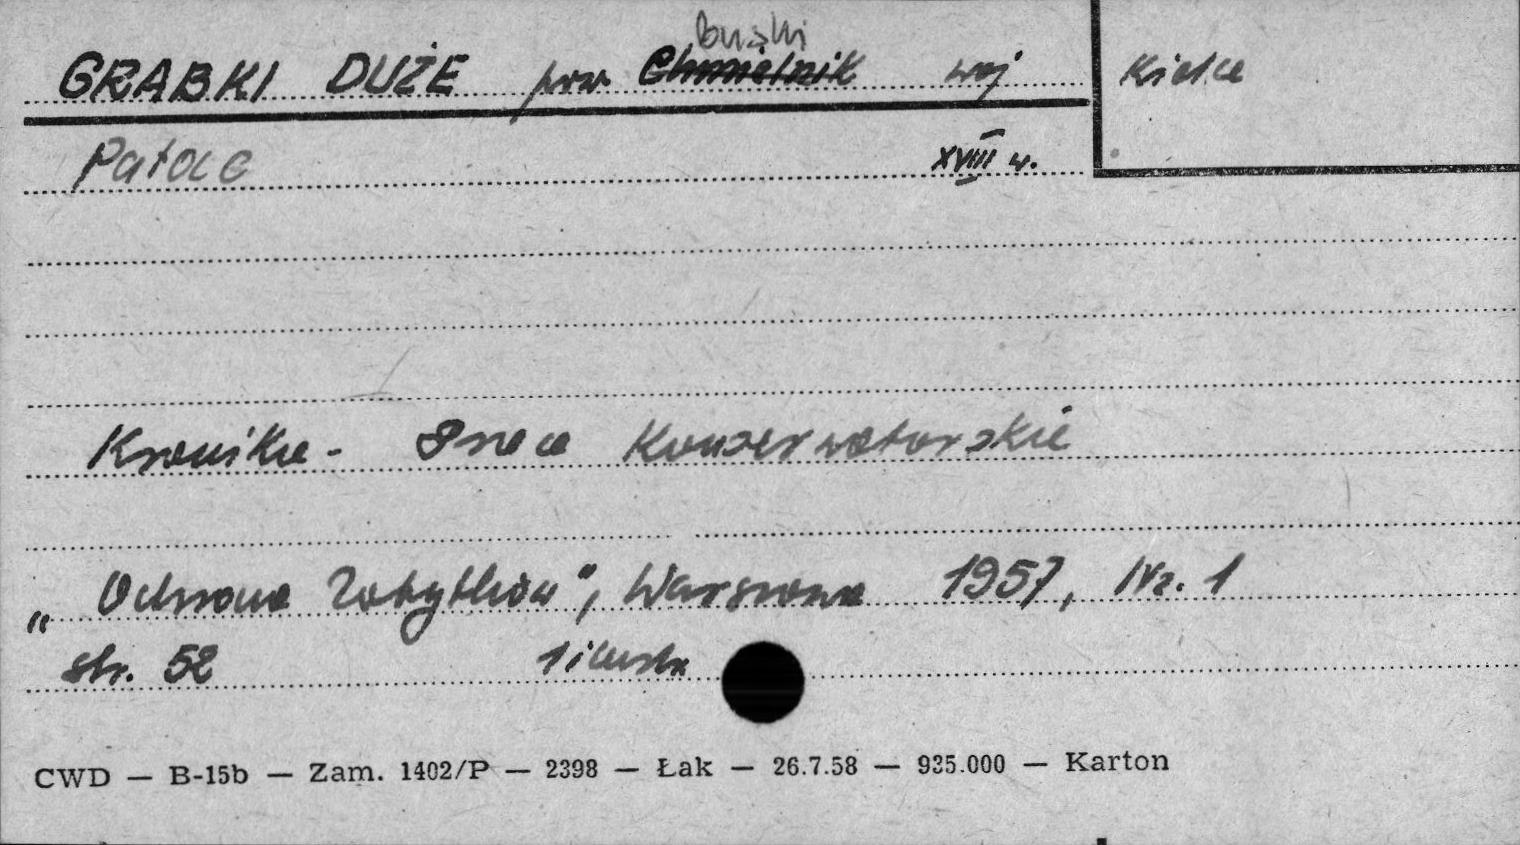 buski
GRABKI DUŻE pow Chmielnik woj Kielce
Pałac XVIII w.
Kronika - Prace Konserwatorskie
„Ochrona Zabytków", Warszawa 1957, Nr. 1
str. 52 1 ilustr
CWD — B-15b — Zam. 1402/P — 2398 — Łak — 26.7.58 — 935.000 — Karton